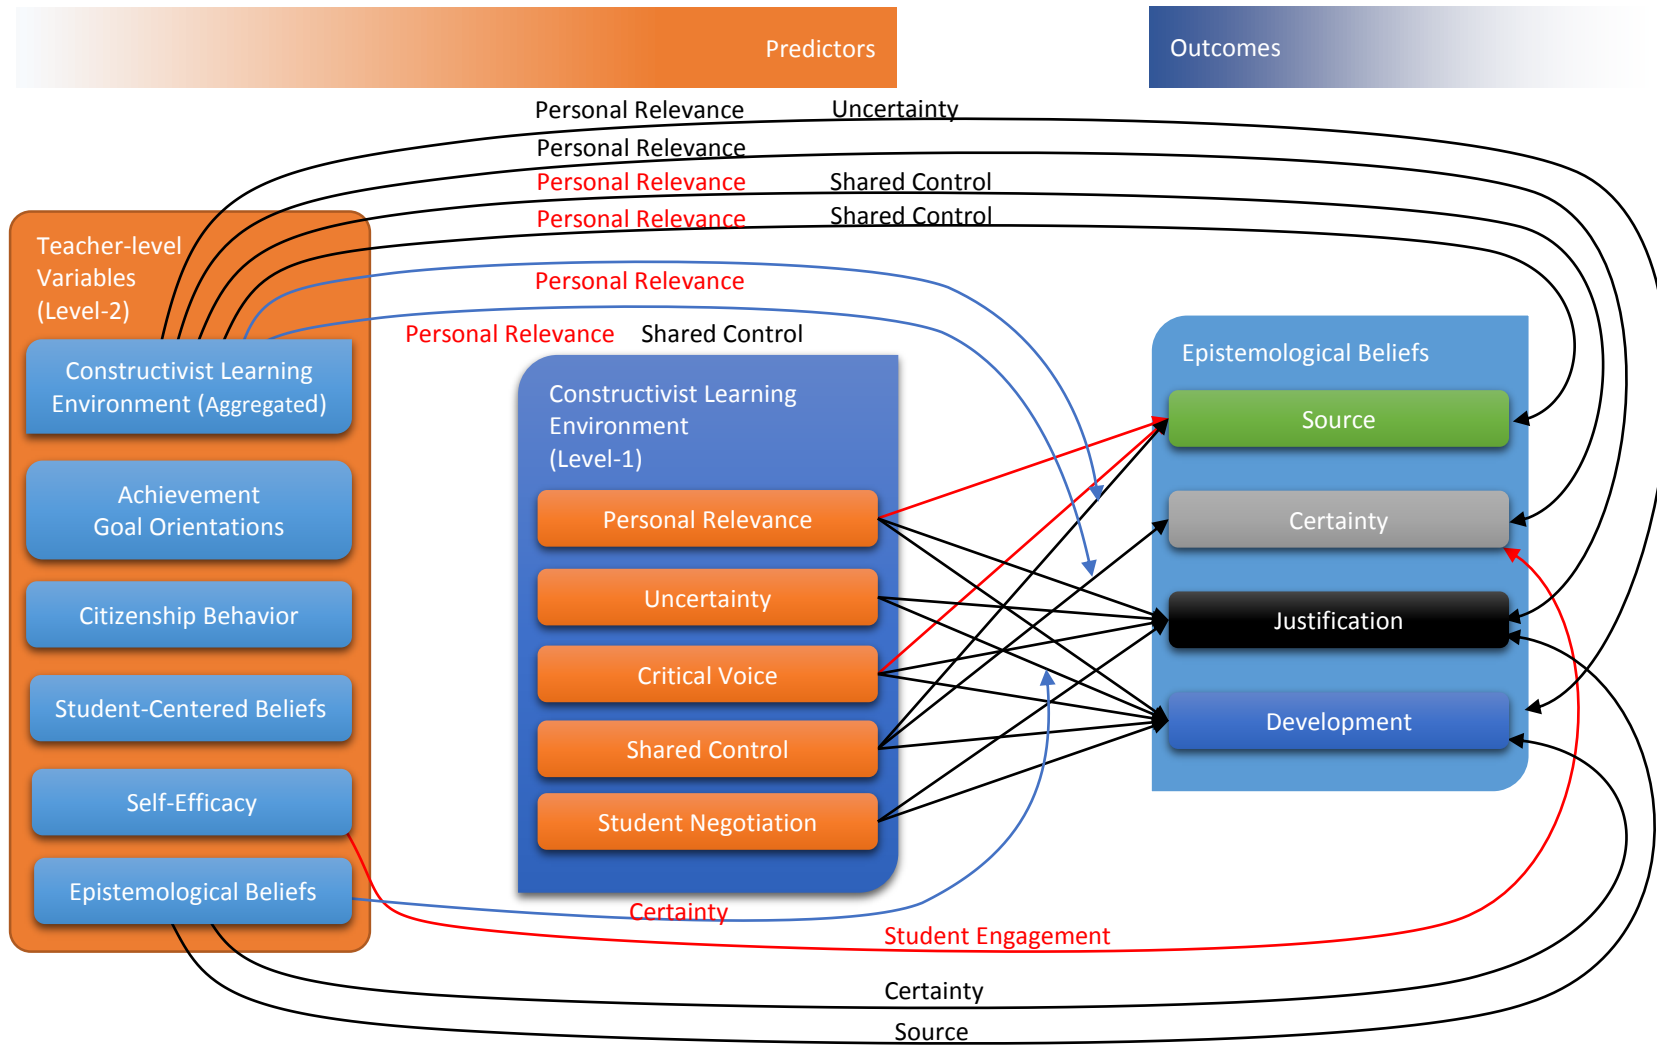 Predictors
Outcomes
Personal Relevance Uncertainty
Personal Relevance
Personal Relevance Shared Control
Personal Relevance Shared Control
Teacher-level
Variables
(Level-2)
Personal Relevance
Personal Relevance Shared Control
Constructivist Learning
Environment (Aggregated)
Achievement
Goal Orientations
Citizenship Behavior
Student-Centered Beliefs
Self-Efficacy
Epistemological Beliefs
Constructivist Learning
Environment
(Level-1)
Personal Relevance
Uncertainty
Critical Voice
Shared Control
Student Negotiation
Epistemological Beliefs
Source
Certainty
Justification
Development
Certainty
Student Engagement
Certainty
Source